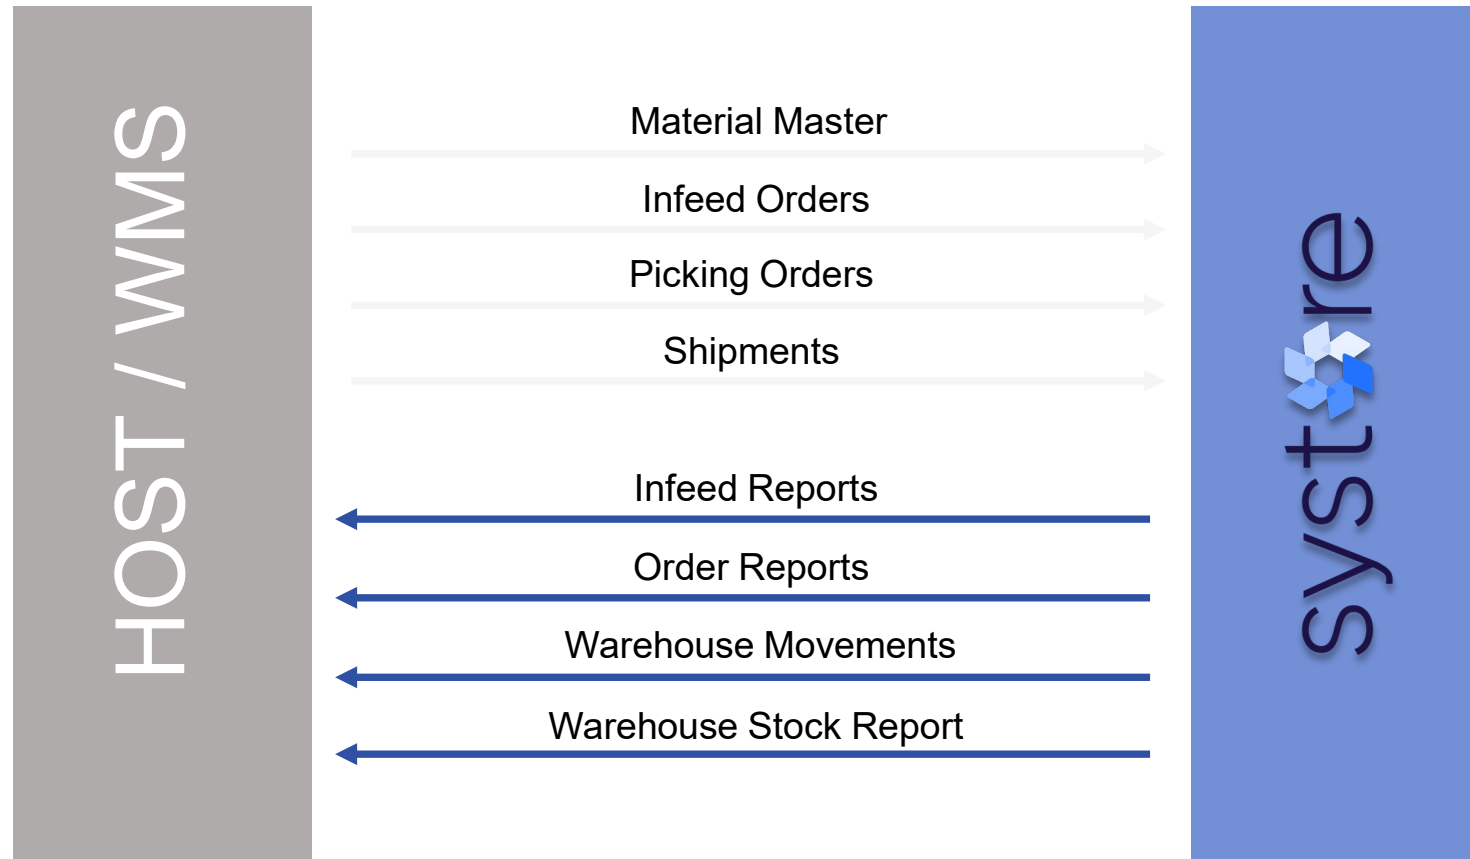 HOST / WMS
Material Master
Infeed Orders
Picking Orders
Shipments
Infeed Reports
Order Reports
Warehouse Movements
Warehouse Stock Report
systore